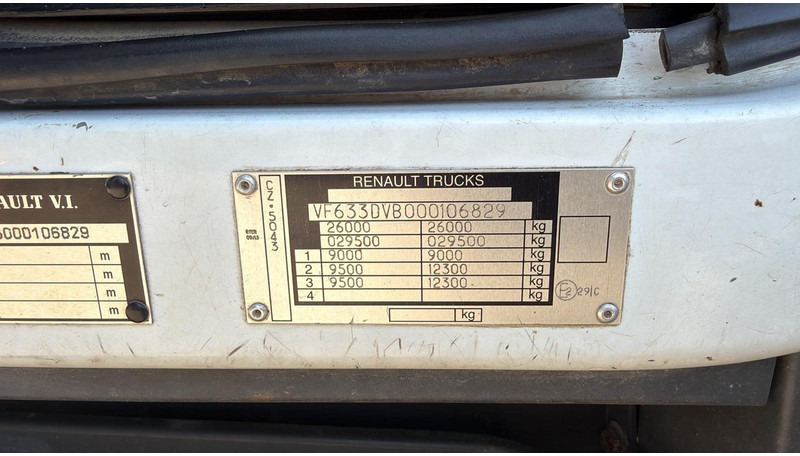 AULT V.I.
000106829
m
m
m
m
CZ•5043
RENAULT TRUCKS
VF633DVB000106829
26000 26000 kg
029500 029500 kg
1 9000 9000 kg
2 9500 12300 kg
3 9500 12300 kg
4 kg
kg
E2 29/C